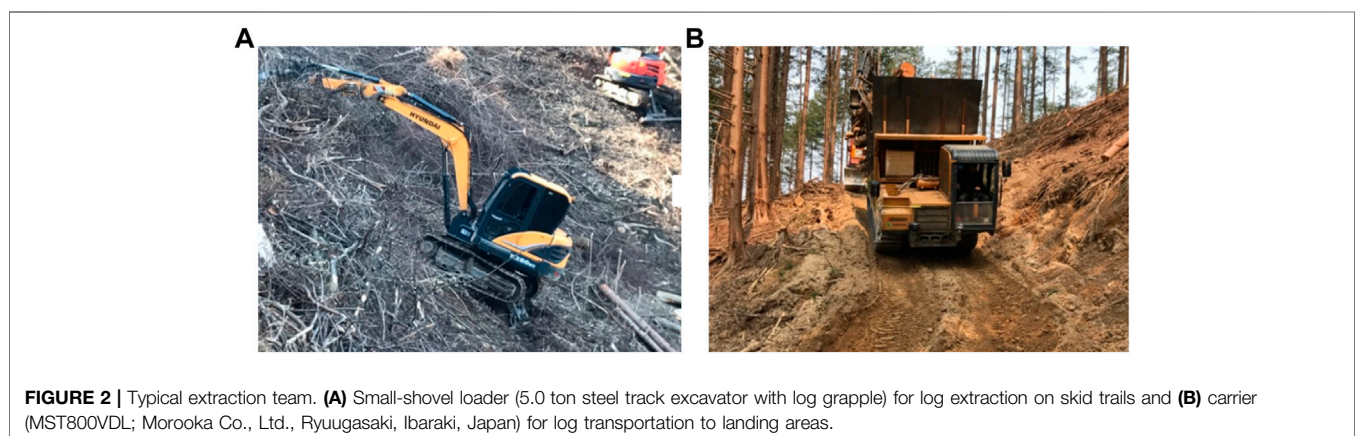 A
B
HYUNDAI
FIGURE 2 | Typical extraction team. (A) Small-shovel loader (5.0 ton steel track excavator with log grapple) for log extraction on skid trails and (B) carrier
(MST800VDL; Morooka Co., Ltd., Ryuugasaki, Ibaraki, Japan) for log transportation to landing areas.